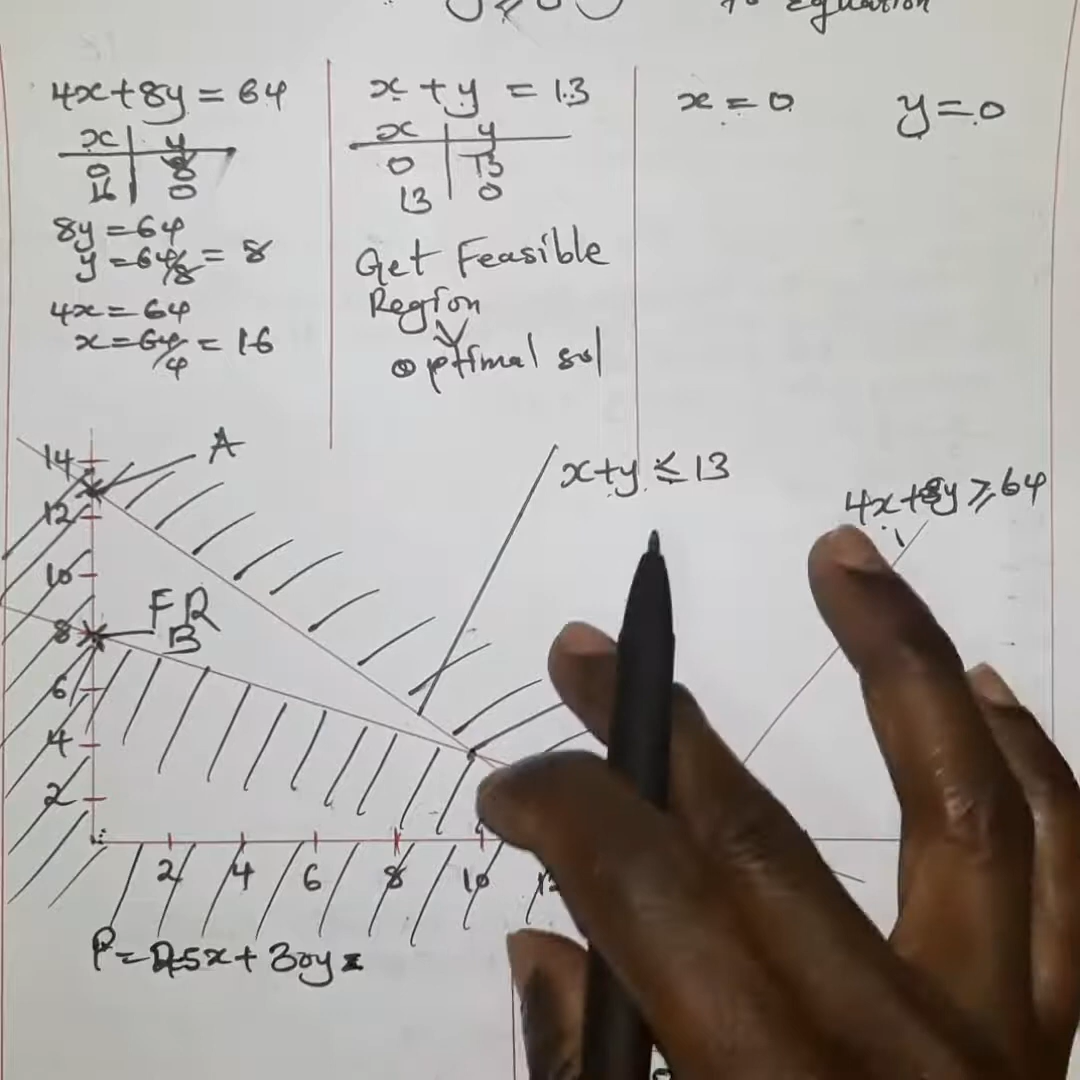 to Equation
4x+8y = 64
x y
0 8
16 0
8y = 64
y = 64/8 = 8
4x = 64
x = 64/4 = 16
x + y = 13
x y
0 13
13 0
Get Feasible
Region
optimal sol
x = 0
y = 0
14
12
10
8
6
4
2
A
FR
B
x+y ≤ 13
4x+8y ≥ 64
2 4 6 8 10
P = 25x + 30y =